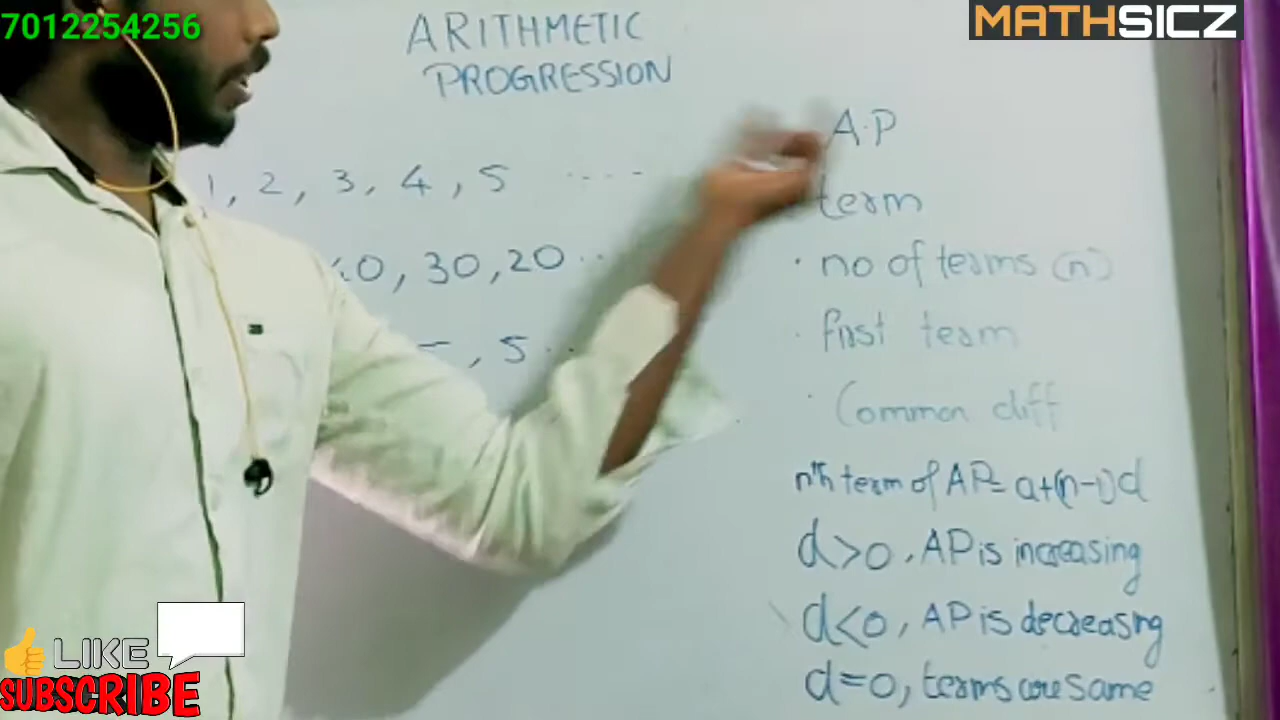 7012254256
MATHSICZ
ARITHMETIC
PROGRESSION
A.P
1, 2, 3, 4, 5 .....
term
40, 30, 20 ..
• no of terms (n)
, 5 ...
• first term
• Common diff
nth term of AP = a+(n-1)d
d>0, AP is increasing
d<0, AP is decreasing
d=0, terms are same
LIKE
SUBSCRIBE